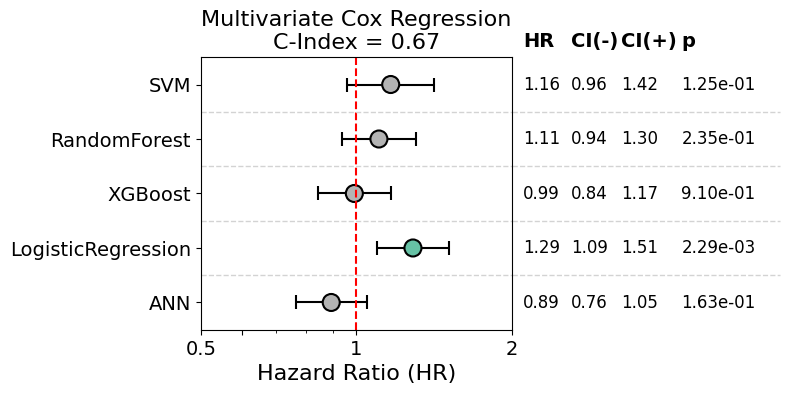 Multivariate Cox Regression
C-Index = 0.67
HR CI(-) CI(+) p
SVM 1.16 0.96 1.42 1.25e-01
RandomForest 1.11 0.94 1.30 2.35e-01
XGBoost 0.99 0.84 1.17 9.10e-01
LogisticRegression 1.29 1.09 1.51 2.29e-03
ANN 0.89 0.76 1.05 1.63e-01
0.5 1 2
Hazard Ratio (HR)